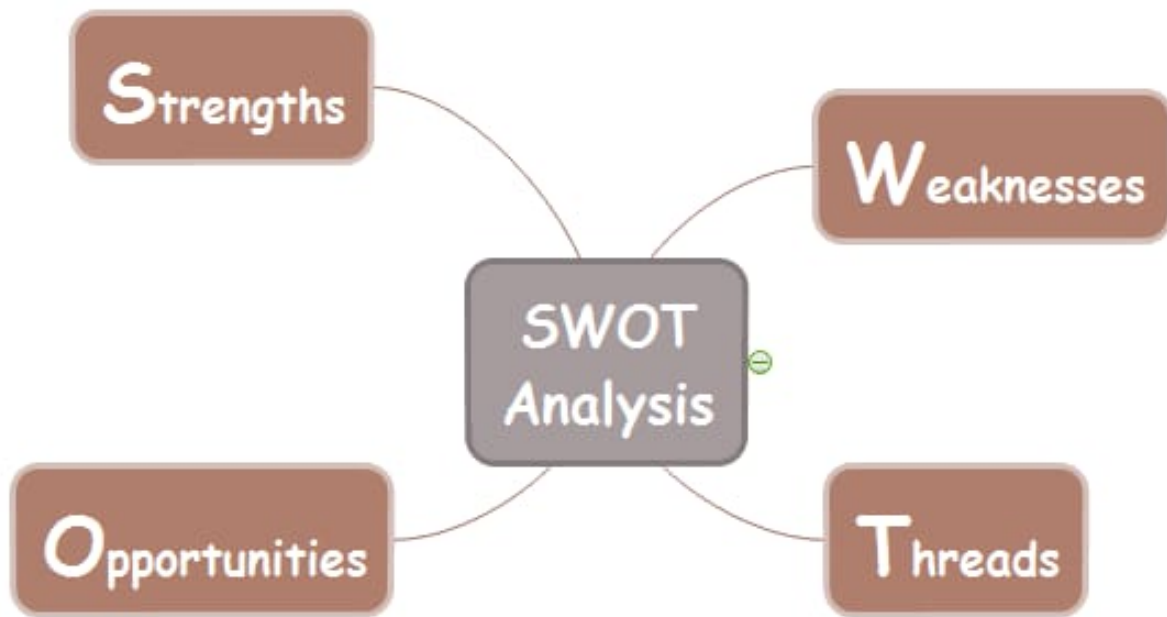 Strengths
Weaknesses
SWOT
Analysis
Opportunities
Threads